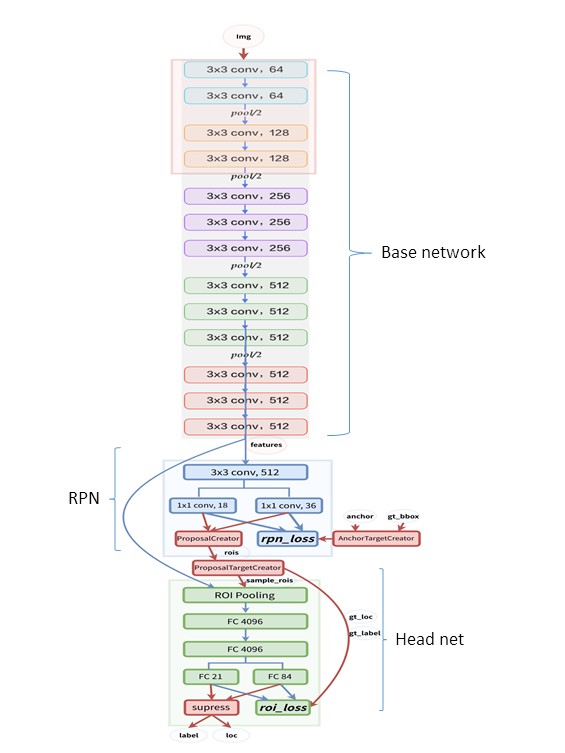 Img
3x3 conv, 64
3x3 conv, 64
pool/2
3x3 conv, 128
3x3 conv, 128
pool/2
3x3 conv, 256
3x3 conv, 256
3x3 conv, 256
pool/2
3x3 conv, 512
3x3 conv, 512
3x3 conv, 512
pool/2
3x3 conv, 512
3x3 conv, 512
3x3 conv, 512
Base network
features
RPN
3x3 conv, 512
1x1 conv, 18
1x1 conv, 36
anchor
gt_bbox
ProposalCreator
rpn_loss
AnchorTargetCreator
rois
ProposalTargetCreator
sample_rois
ROI Pooling
FC 4096
gt_loc
gt_label
Head net
FC 4096
FC 21
FC 84
supress
roi_loss
label
loc